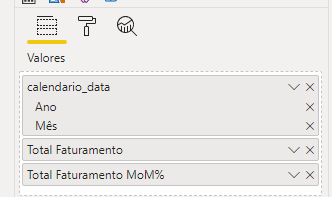 Valores
calendario_data
Ano
Mês
Total Faturamento
Total Faturamento MoM%